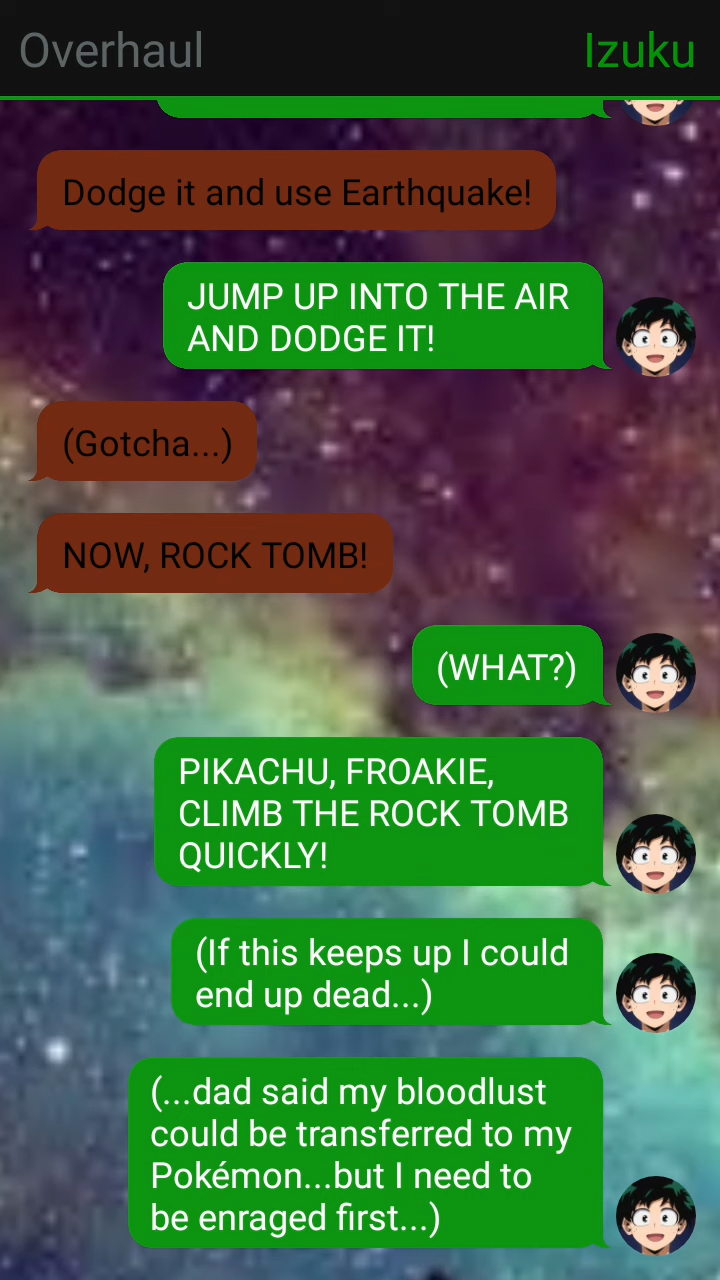 Overhaul
Izuku
Dodge it and use Earthquake!
JUMP UP INTO THE AIR
AND DODGE IT!
(Gotcha...)
NOW, ROCK TOMB!
(WHAT?)
PIKACHU, FROAKIE,
CLIMB THE ROCK TOMB
QUICKLY!
(If this keeps up I could
end up dead...)
(...dad said my bloodlust
could be transferred to my
Pokémon...but I need to
be enraged first...)